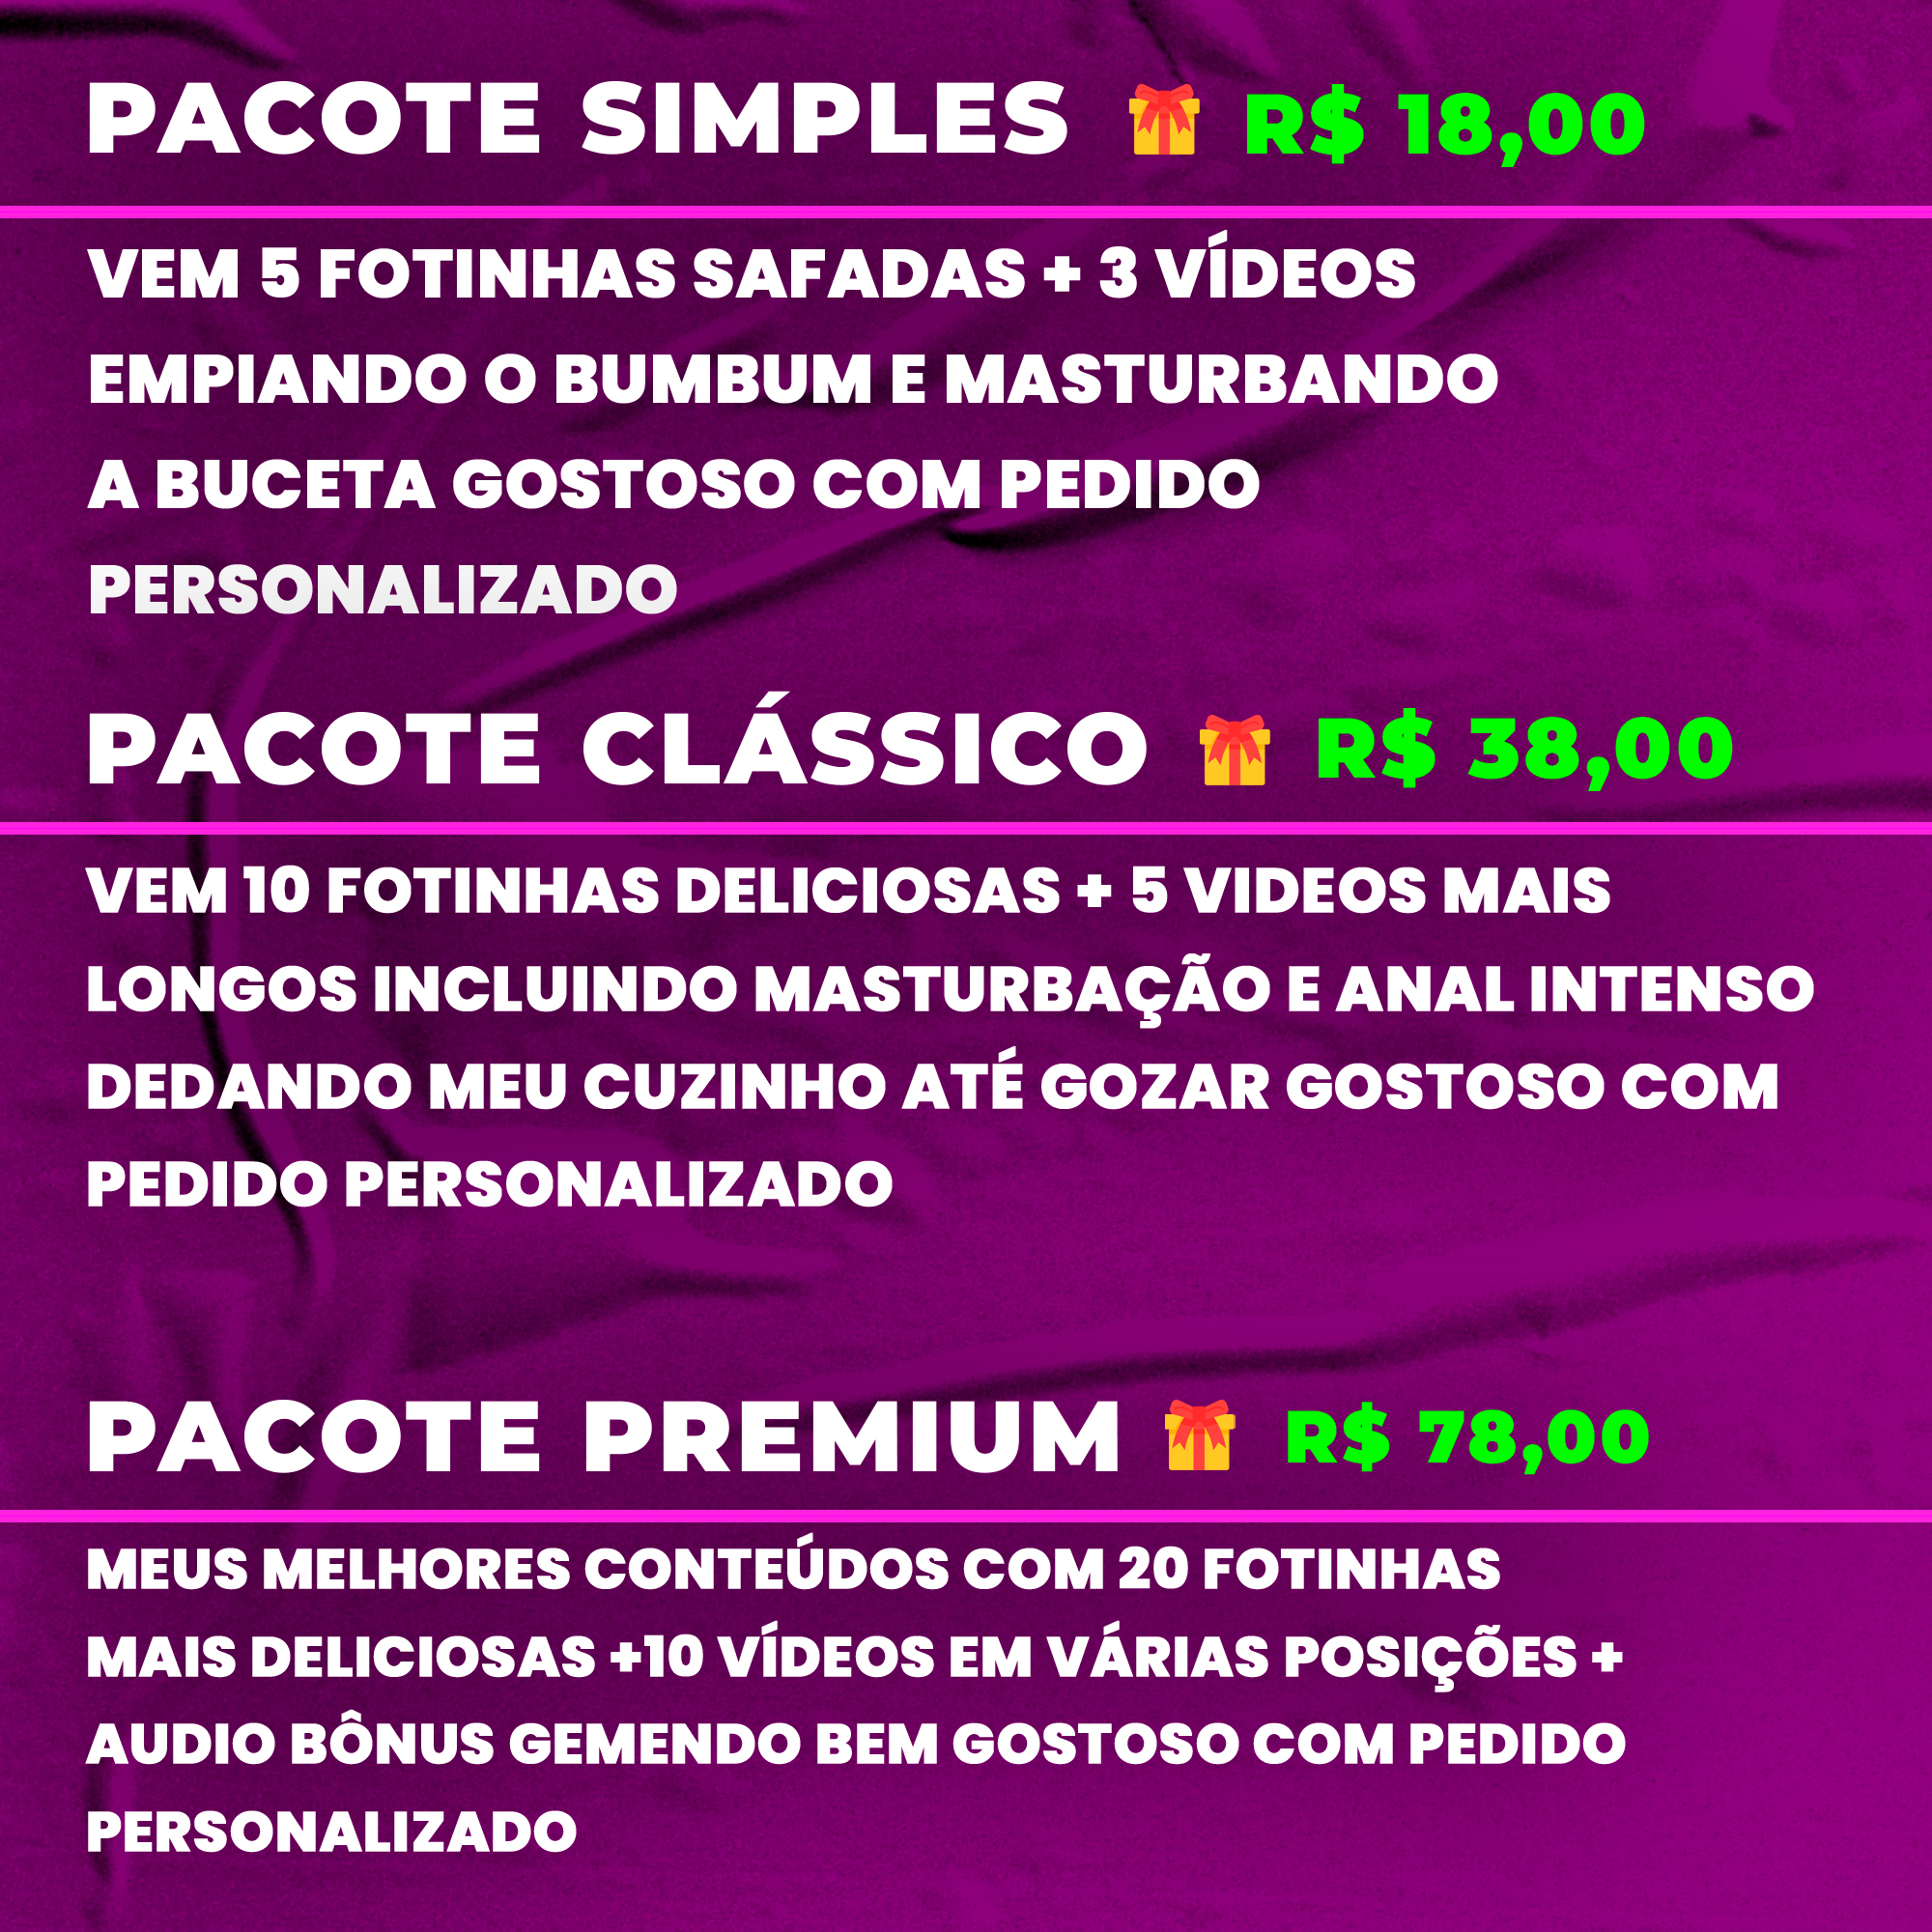 PACOTE SIMPLES 🎁 R$ 18,00
VEM 5 FOTINHAS SAFADAS + 3 VÍDEOS
EMPIANDO O BUMBUM E MASTURBANDO
A BUCETA GOSTOSO COM PEDIDO
PERSONALIZADO
PACOTE CLÁSSICO 🎁 R$ 38,00
VEM 10 FOTINHAS DELICIOSAS + 5 VIDEOS MAIS
LONGOS INCLUINDO MASTURBAÇÃO E ANAL INTENSO
DEDANDO MEU CUZINHO ATÉ GOZAR GOSTOSO COM
PEDIDO PERSONALIZADO
PACOTE PREMIUM 🎁 R$ 78,00
MEUS MELHORES CONTEÚDOS COM 20 FOTINHAS
MAIS DELICIOSAS +10 VÍDEOS EM VÁRIAS POSIÇÕES +
AUDIO BÔNUS GEMENDO BEM GOSTOSO COM PEDIDO
PERSONALIZADO